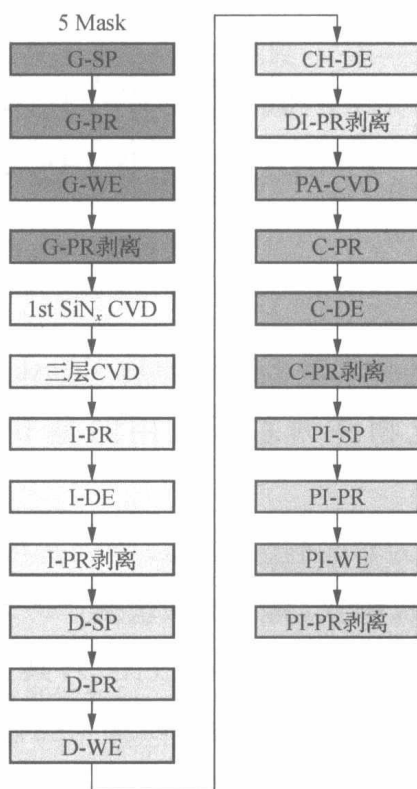 5 Mask
G-SP
G-PR
G-WE
G-PR剥离
1st SiNx CVD
三层CVD
I-PR
I-DE
I-PR剥离
D-SP
D-PR
D-WE
CH-DE
DI-PR剥离
PA-CVD
C-PR
C-DE
C-PR剥离
PI-SP
PI-PR
PI-WE
PI-PR剥离